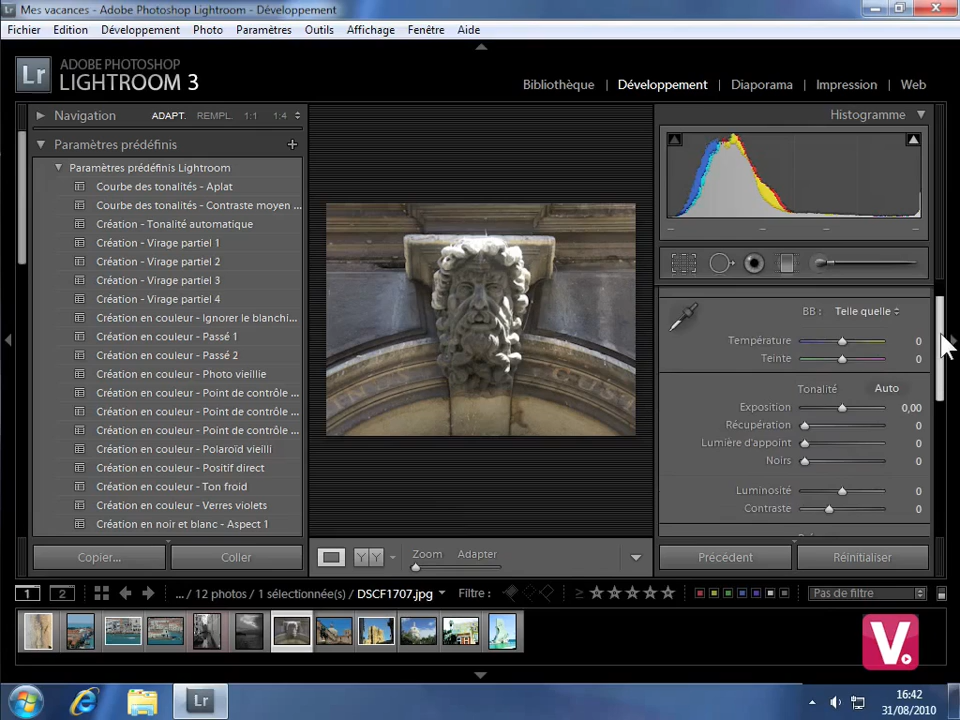 Mes vacances - Adobe Photoshop Lightroom - Développement
Fichier Edition Développement Photo Paramètres Outils Affichage Fenêtre Aide
Lr ADOBE PHOTOSHOP
LIGHTROOM 3
Bibliothèque | Développement | Diaporama | Impression | Web
Navigation ADAPT. REMPL. 1:1 1:4
Histogramme
Paramètres prédéfinis +
Paramètres prédéfinis Lightroom
Courbe des tonalités - Aplat
Courbe des tonalités - Contraste moyen ...
Création - Tonalité automatique
Création - Virage partiel 1
Création - Virage partiel 2
Création - Virage partiel 3
Création - Virage partiel 4
Création en couleur - Ignorer le blanchi...
Création en couleur - Passé 1
Création en couleur - Passé 2
Création en couleur - Photo vieillie
Création en couleur - Point de contrôle ...
Création en couleur - Point de contrôle ...
Création en couleur - Point de contrôle ...
Création en couleur - Polaroïd vieilli
Création en couleur - Positif direct
Création en couleur - Ton froid
Création en couleur - Verres violets
Création en noir et blanc - Aspect 1
BB : Telle quelle
Température 0
Teinte 0
Tonalité Auto
Exposition 0,00
Récupération 0
Lumière d'appoint 0
Noirs 0
Luminosité 0
Contraste 0
Copier... Coller
YY Zoom Adapter
Précédent Réinitialiser
1 2 ... / 12 photos / 1 sélectionnée(s) / DSCF1707.jpg Filtre : ≥ Pas de filtre
V
Lr
16:42
31/08/2010